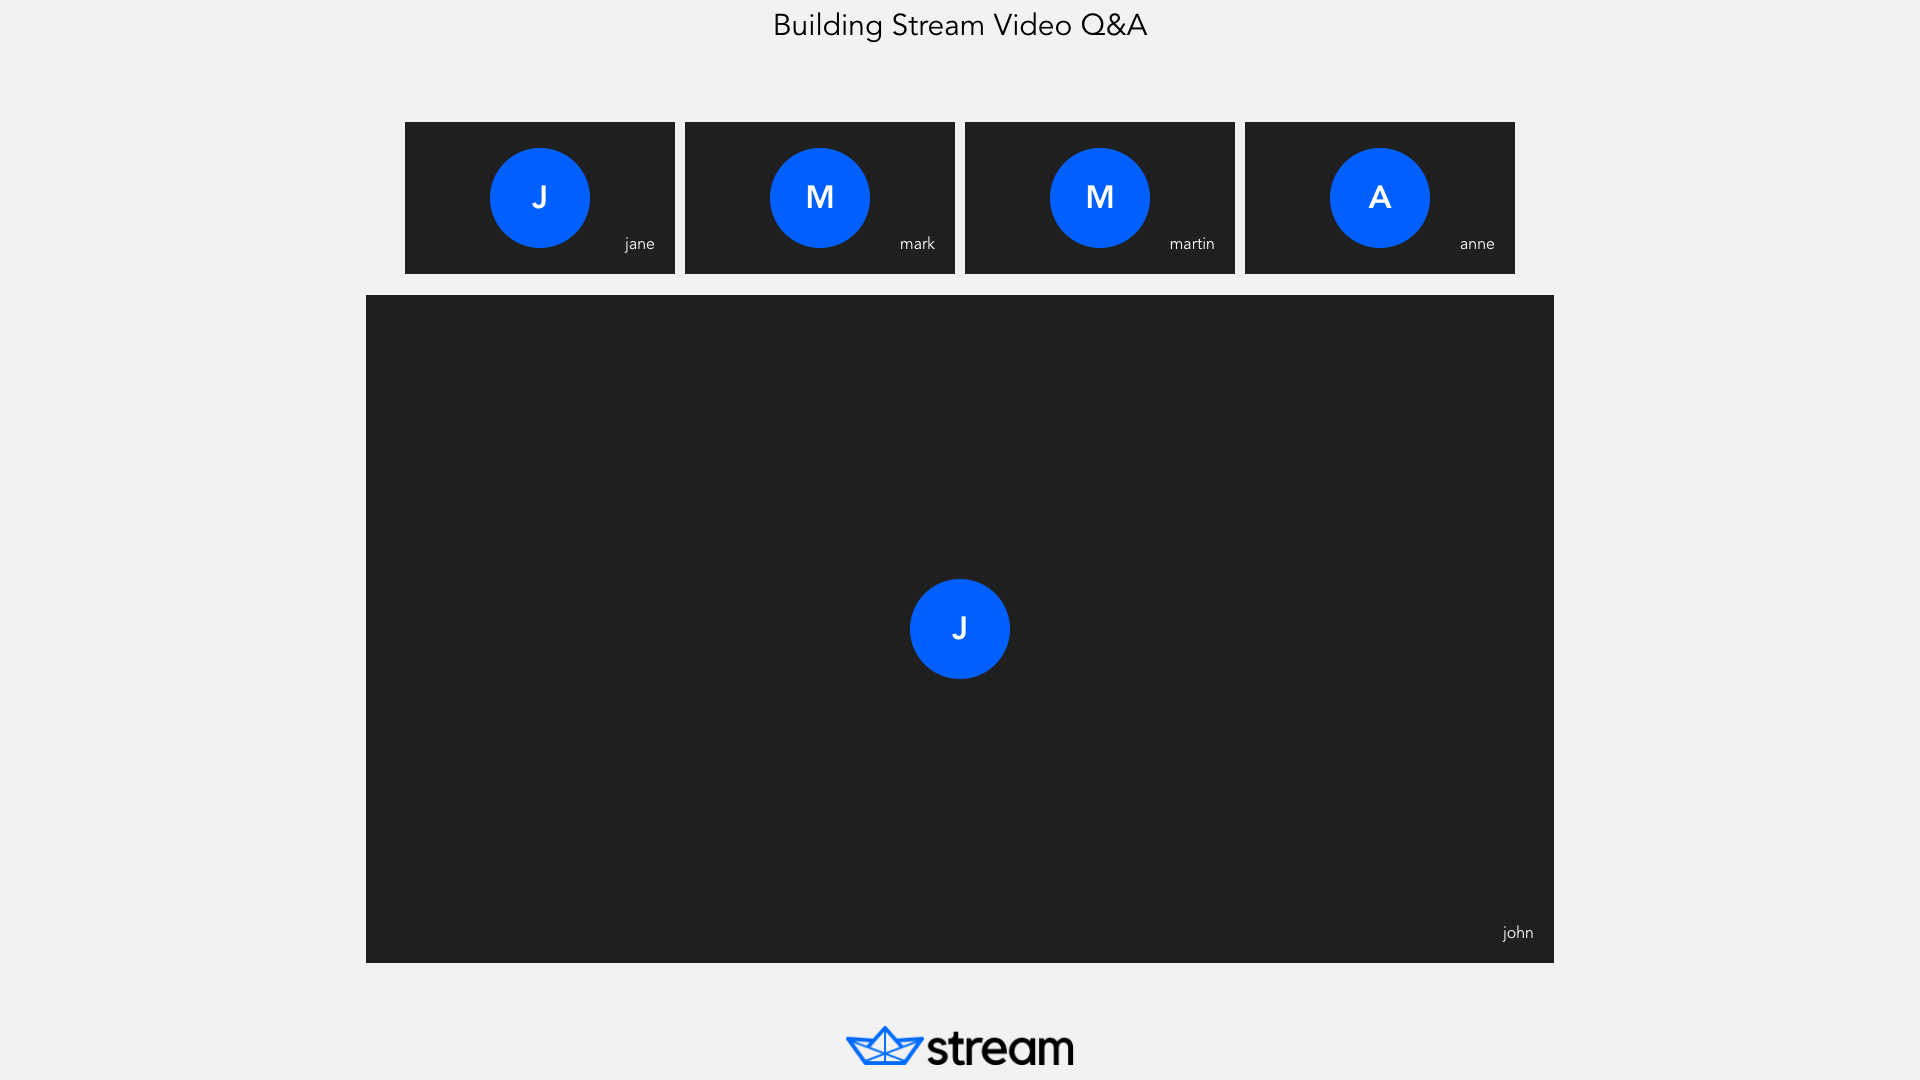 Building Stream Video Q&A
J
jane
M
mark
M
martin
A
anne
J
john
stream